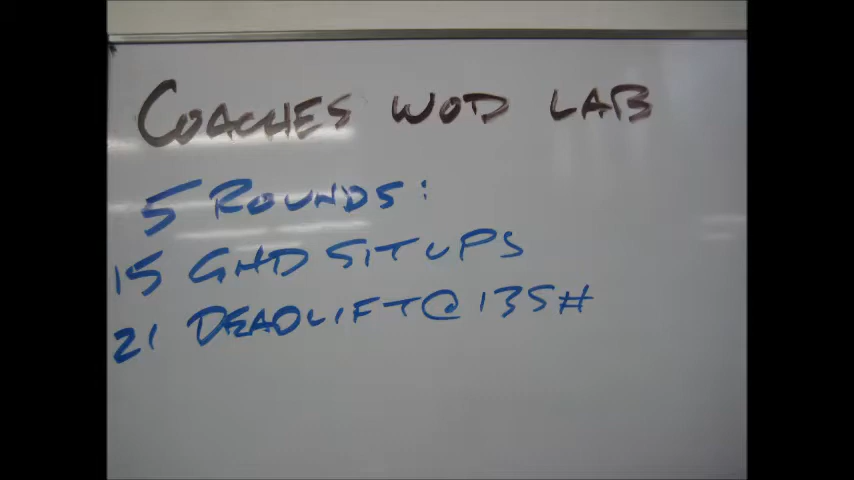 COACHES WOD LAB
5 ROUNDS:
15 GHD SITUPS
21 DEADLIFT@135#